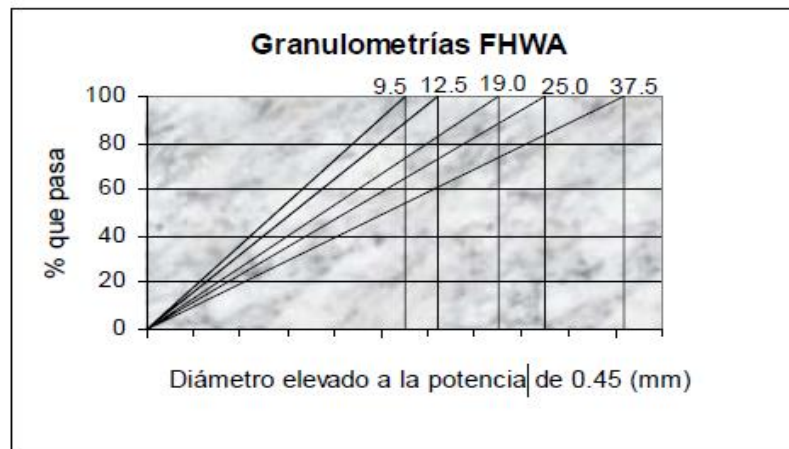 Granulometrías FHWA
9.5 12.5 19.0 25.0 37.5
100
80
60
40
20
0
% que pasa
Diámetro elevado a la potencia de 0.45 (mm)